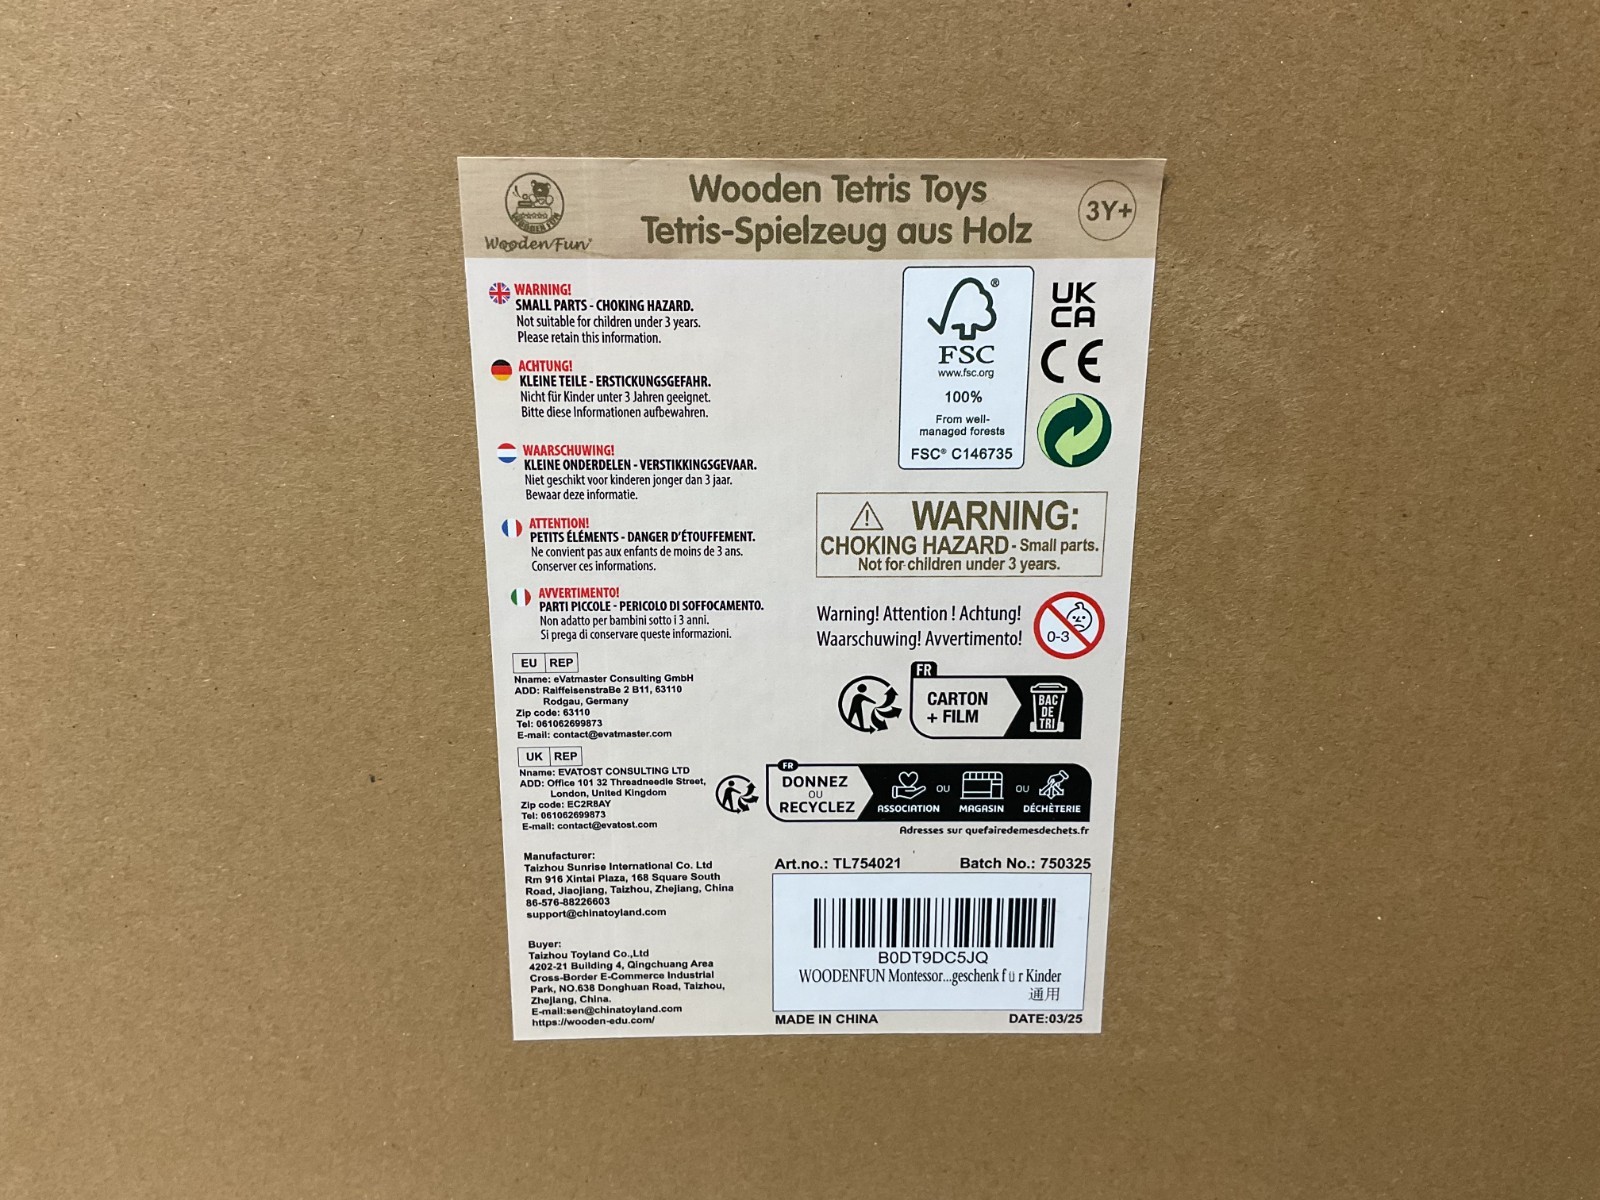 WoodenFun®
Wooden Tetris Toys
Tetris-Spielzeug aus Holz
3Y+
WARNING!
SMALL PARTS - CHOKING HAZARD.
Not suitable for children under 3 years.
Please retain this information.
ACHTUNG!
KLEINE TEILE - ERSTICKUNGSGEFAHR.
Nicht für Kinder unter 3 Jahren geeignet.
Bitte diese Informationen aufbewahren.
WAARSCHUWING!
KLEINE ONDERDELEN - VERSTIKKINGSGEVAAR.
Niet geschikt voor kinderen jonger dan 3 jaar.
Bewaar deze informatie.
ATTENTION!
PETITS ÉLÉMENTS - DANGER D'ÉTOUFFEMENT.
Ne convient pas aux enfants de moins de 3 ans.
Conserver ces informations.
AVVERTIMENTO!
PARTI PICCOLE - PERICOLO DI SOFFOCAMENTO.
Non adatto per bambini sotto i 3 anni.
Si prega di conservare queste informazioni.
EU REP
Nname: eVatmaster Consulting GmbH
ADD: RaiffeisenstraBe 2 B11, 63110
Rodgau, Germany
Zip code: 63110
Tel: 061062699873
E-mail: contact@evatmaster.com
UK REP
Nname: EVATOST CONSULTING LTD
ADD: Office 101 32 Threadneedle Street,
London, United Kingdom
Zip code: EC2R8AY
Tel: 061062699873
E-mail: contact@evatost.com
Manufacturer:
Taizhou Sunrise International Co. Ltd
Rm 916 Xintai Plaza, 168 Square South
Road, Jiaojiang, Taizhou, Zhejiang, China
86-576-88226603
support@chinatoyland.com
Buyer:
Taizhou Toyland Co.,Ltd
4202-21 Building 4, Qingchuang Area
Cross-Border E-Commerce Industrial
Park, NO.638 Donghuan Road, Taizhou,
Zhejiang, China.
E-mail:sen@chinatoyland.com
https://wooden-edu.com/
®
FSC
www.fsc.org
100%
From well-
managed forests
FSC® C146735
UK
CA
CE
WARNING:
CHOKING HAZARD - Small parts.
Not for children under 3 years.
Warning! Attention ! Achtung!
Waarschuwing! Avvertimento!
0-3
FR
CARTON
+ FILM
BAC
DE
TRI
FR
DONNEZ
OU
RECYCLEZ
ASSOCIATION
OU
MAGASIN
OU
DÉCHÈTERIE
Adresses sur quefairedemesdechets.fr
Art.no.: TL754021 Batch No.: 750325
B0DT9DC5JQ
WOODENFUN Montessor...geschenk für Kinder
通用
MADE IN CHINA DATE:03/25